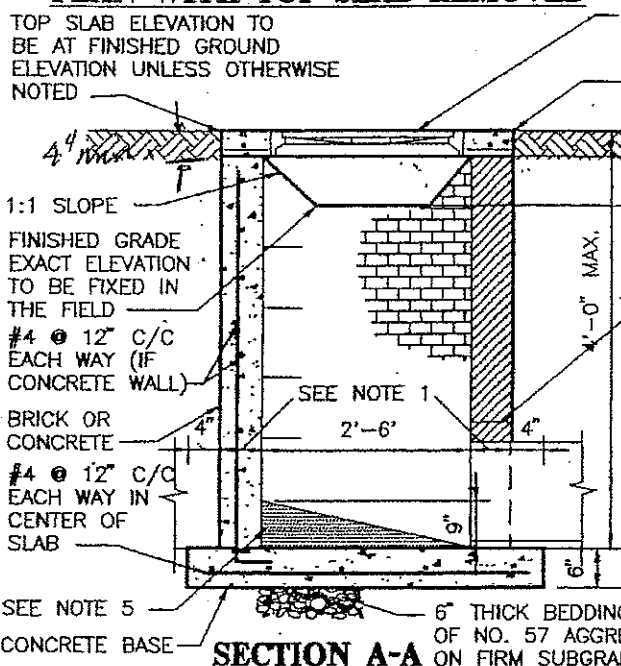 TOP SLAB ELEVATION TO
BE AT FINISHED GROUND
ELEVATION UNLESS OTHERWISE
NOTED
4"
1:1 SLOPE
FINISHED GRADE
EXACT ELEVATION
TO BE FIXED IN
THE FIELD
#4 @ 12" C/C
EACH WAY (IF
CONCRETE WALL)
BRICK OR
CONCRETE
#4 @ 12" C/C
EACH WAY IN
CENTER OF
SLAB
SEE NOTE 5
CONCRETE BASE
SEE NOTE 1
4"
2'-6'
4"
9"
4'-0" MAX.
6"
6" THICK BEDDING
OF NO. 57
ON FIRM
SECTION A-A